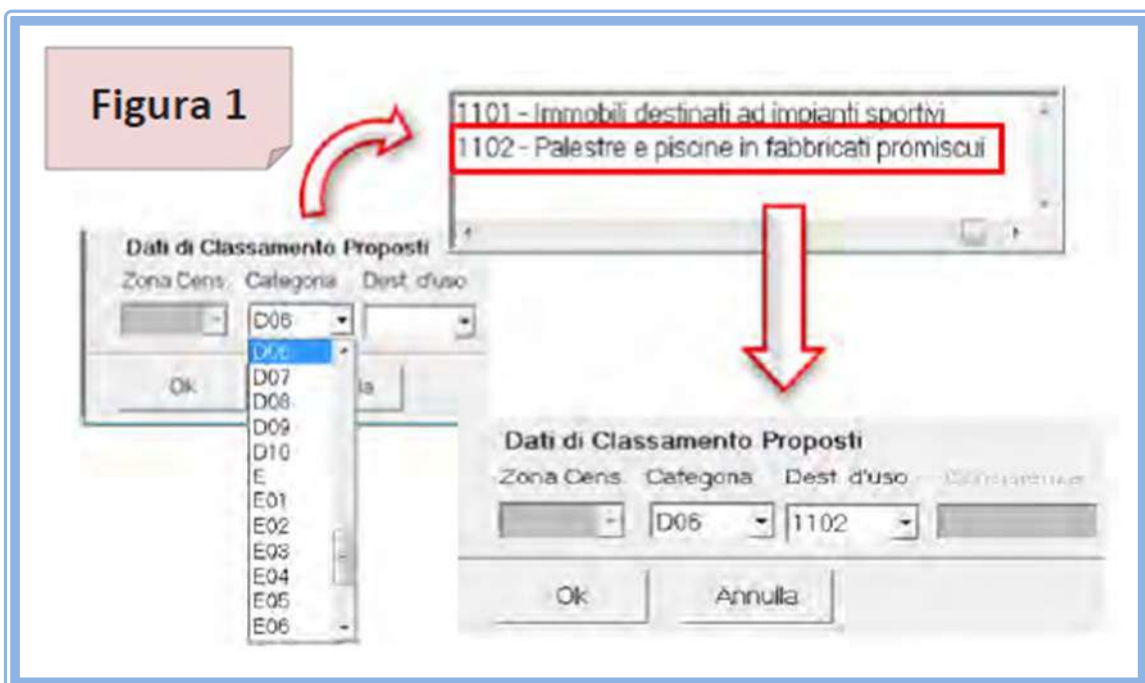 Figura 1
1101 - Immobili destinati ad impianti sportivi
1102 - Palestre e piscine in fabbricati promiscui
Dati di Classamento Proposti
Zona Cens. Categoria Dest. d'uso
D06
D06
D07
D08
D09
D10
E
E01
E02
E03
E04
E05
E06
Ok
la
Dati di Classamento Proposti
Zona Cens. Categoria Dest. d'uso
D06 1102
Ok Annulla